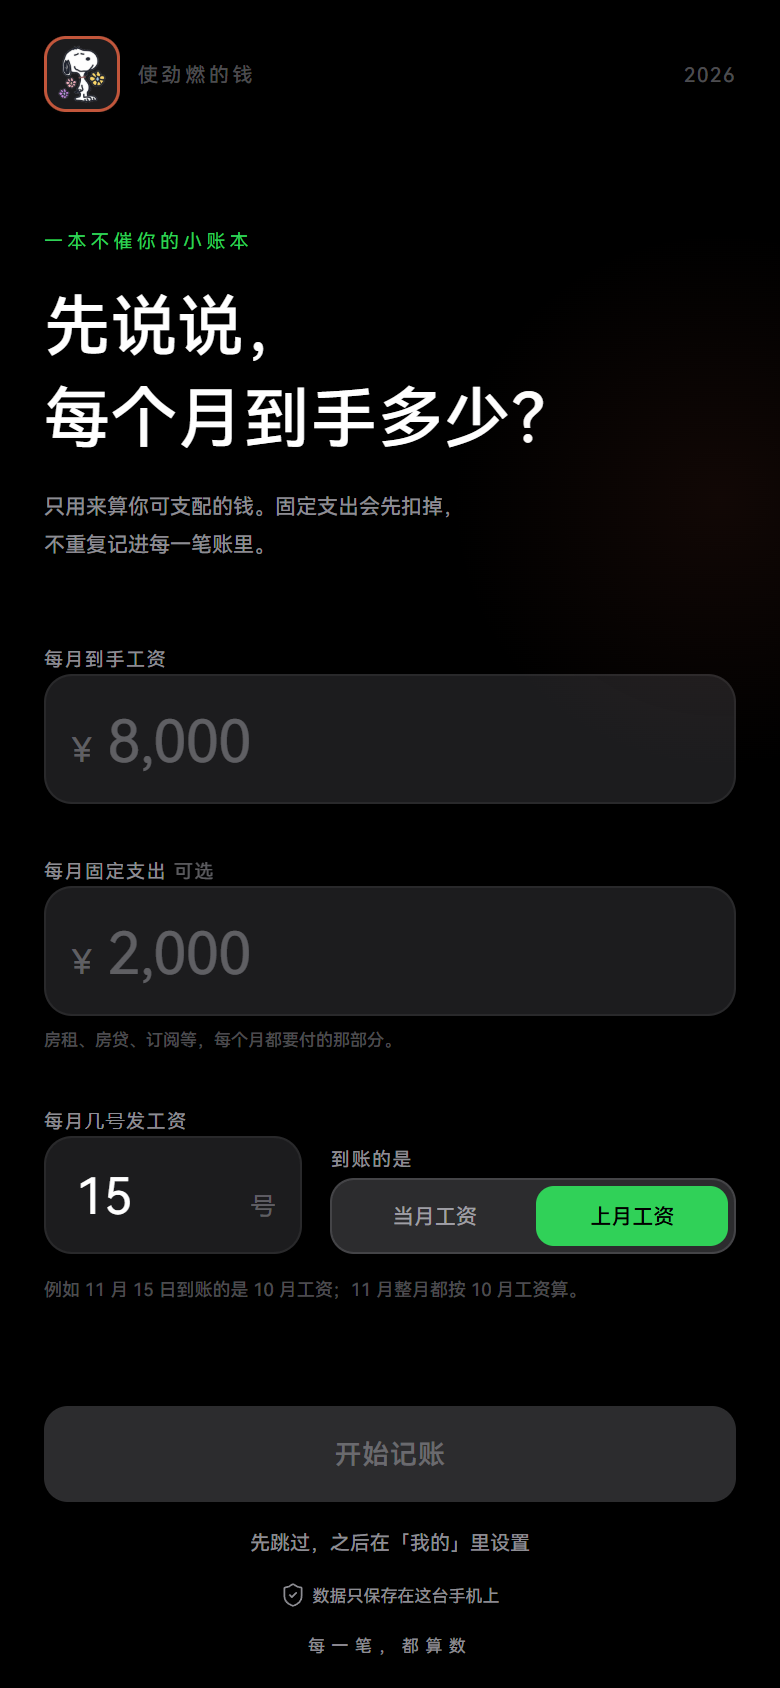 使劲燃的钱
2026
一本不催你的小账本
先说说，
每个月到手多少？
只用来算你可支配的钱。固定支出会先扣掉，
不重复记进每一笔账里。
每月到手工资
¥ 8,000
每月固定支出 可选
¥ 2,000
房租、房贷、订阅等，每个月都要付的那部分。
每月几号发工资
15 号
到账的是
当月工资 上月工资
例如 11 月 15 日到账的是 10 月工资；11 月整月都按 10 月工资算。
开始记账
先跳过，之后在「我的」里设置
数据只保存在这台手机上
每一笔，都算数